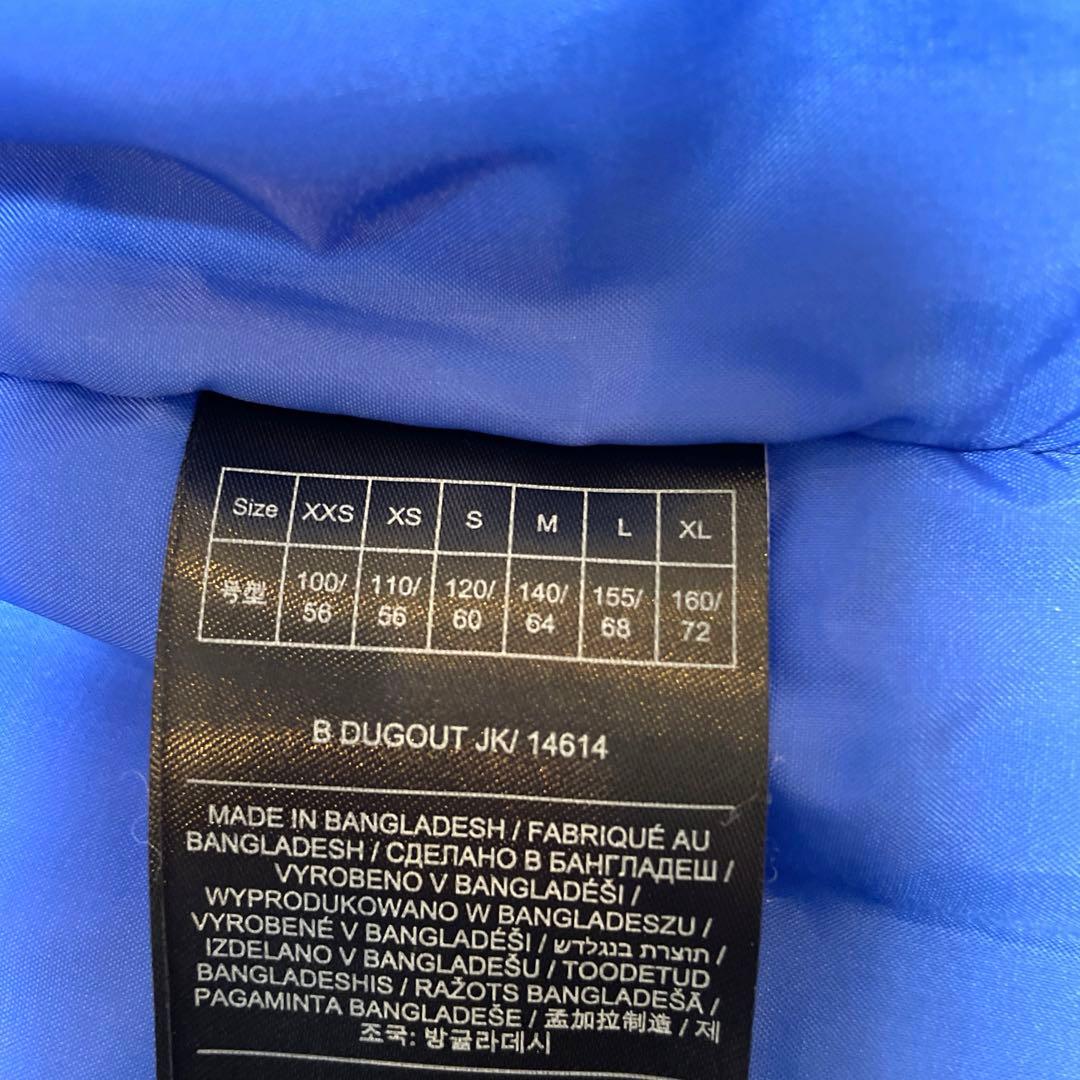 Size XXS XS S M L XL
号型 100/ 110/ 120/ 140/ 155/ 160/
56 56 60 64 68 72
B DUGOUT JK/ 14614
MADE IN BANGLADESH / FABRIQUÉ AU
BANGLADESH / СДЕЛАНО В БАНГЛАДЕШ /
VYROBENO V BANGLADÉŠI /
WYPRODUKOWANO W BANGLADESZU /
VYROBENÉ V BANGLADÉŠI / תוצרת בנגלדש /
IZDELANO V BANGLADEŠU / TOODETUD
BANGLADESHIS / RAŽOTS BANGLADEŠĀ /
PAGAMINTA BANGLADEŠE / 孟加拉制造 / 제
조국: 방글라데시